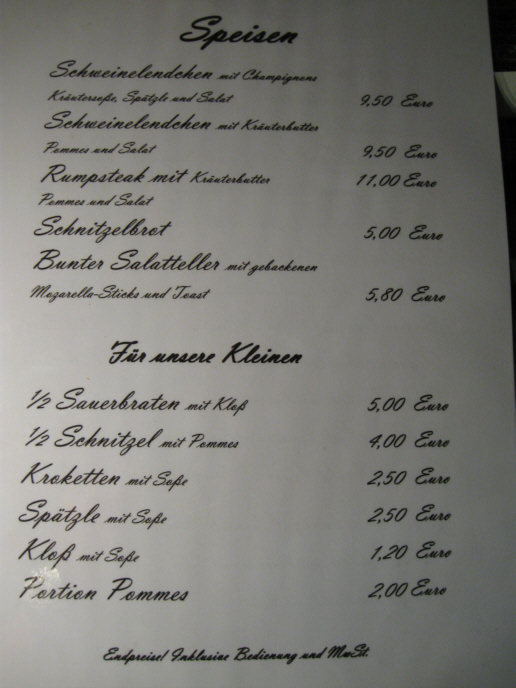 Speisen
Schweinelendchen mit Champignons
Kräutersoße, Spätzle und Salat 9,50 Euro
Schweinelendchen mit Kräuterbutter
Pommes und Salat 9,50 Euro
Rumpsteak mit Kräuterbutter 11,00 Euro
Pommes und Salat
Schnitzelbrot 5,00 Euro
Bunter Salatteller mit gebackenen
Mozarella-Sticks und Toast 5,80 Euro
Für unsere Kleinen
1/2 Sauerbraten mit Kloß 5,00 Euro
1/2 Schnitzel mit Pommes 4,00 Euro
Kroketten mit Soße 2,50 Euro
Spätzle mit Soße 2,50 Euro
Kloß mit Soße 1,20 Euro
Portion Pommes 2,00 Euro
Endpreise! Inklusive Bedienung und MwSt.